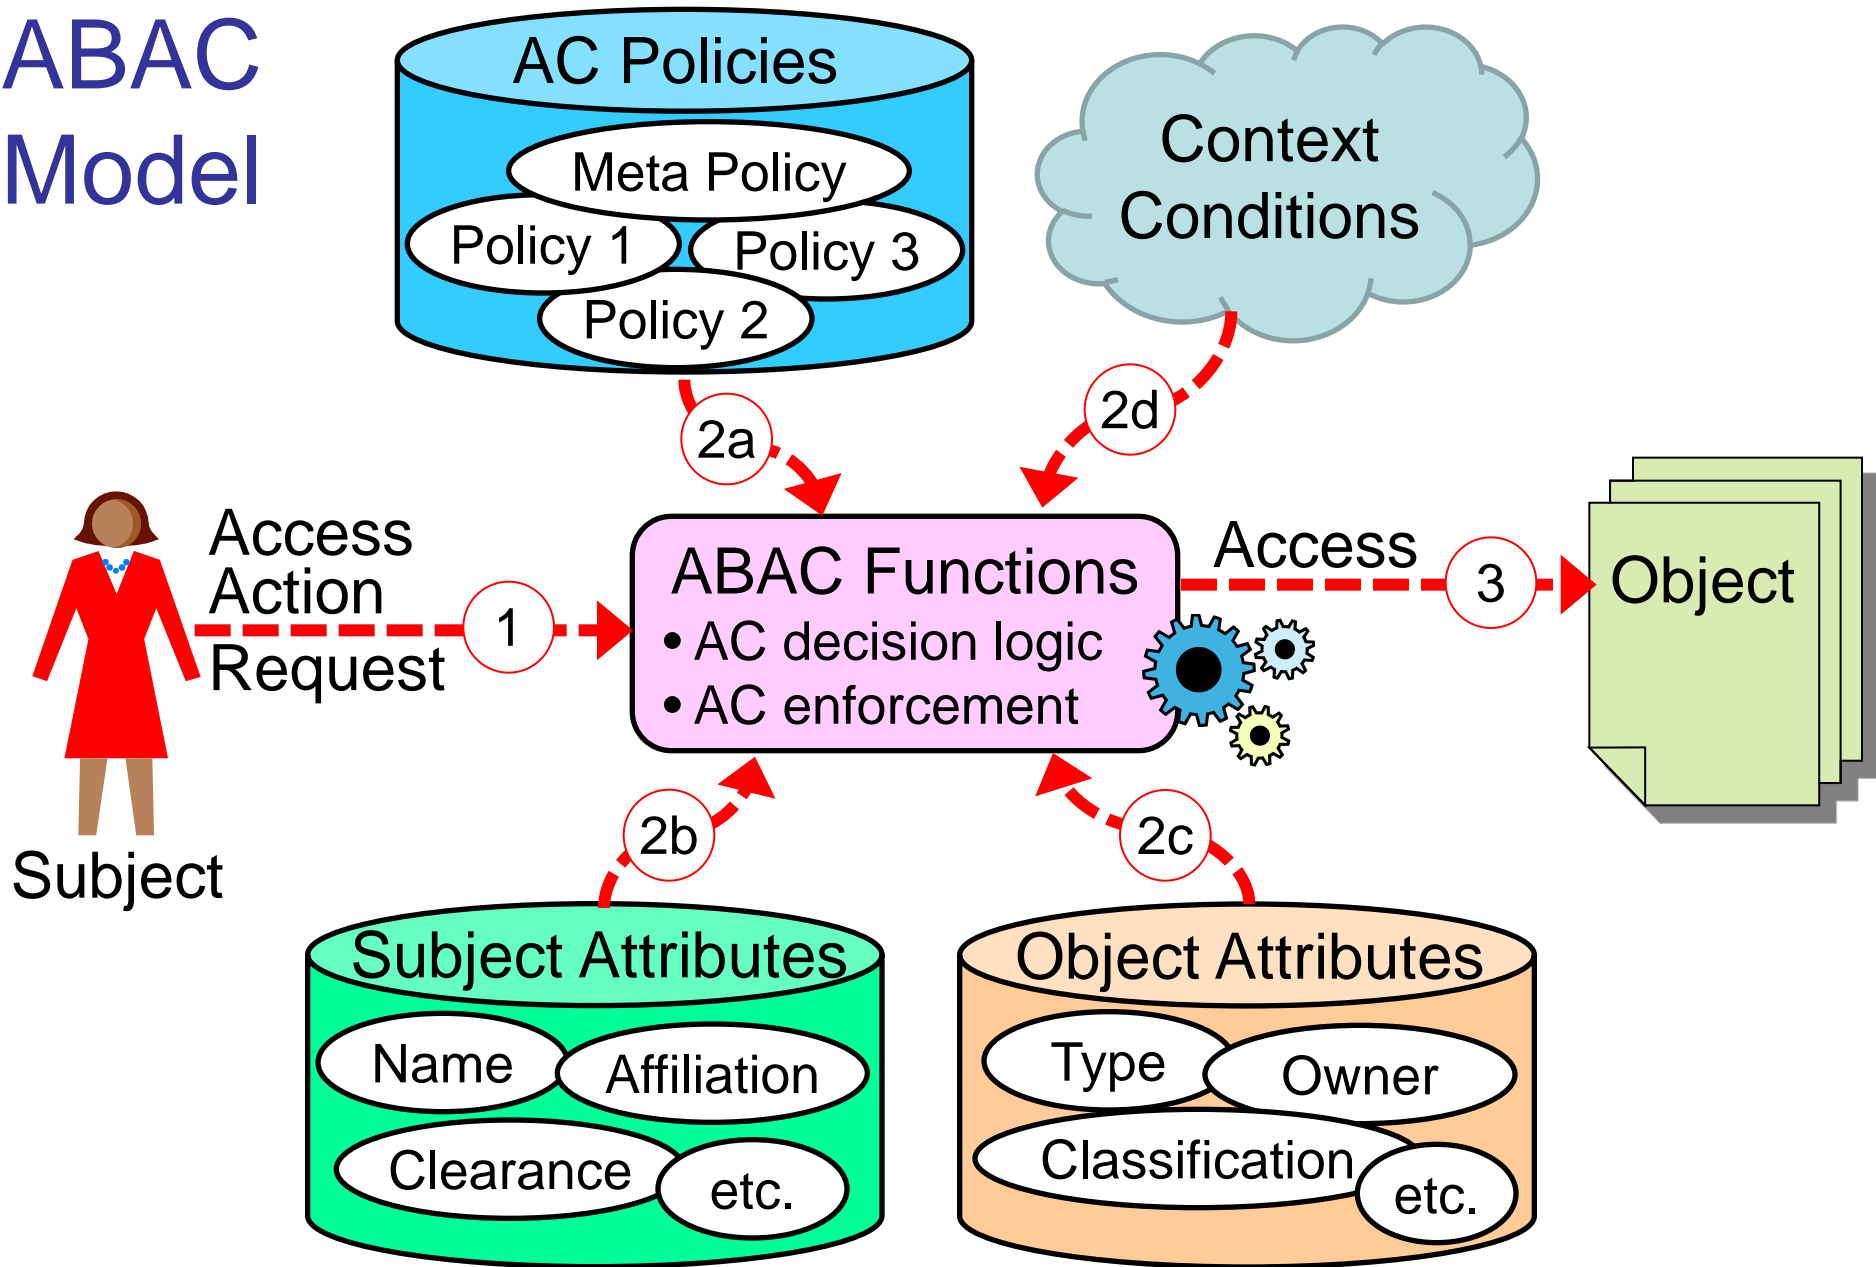 ABAC
Model
AC Policies
Meta Policy
Policy 1
Policy 3
Policy 2
Context
Conditions
2a
2d
Access
Action
Request
1
ABAC Functions
• AC decision logic
• AC enforcement
Access
3
Object
Subject
2b
2c
Subject Attributes
Name
Affiliation
Clearance
etc.
Object Attributes
Type
Owner
Classification
etc.